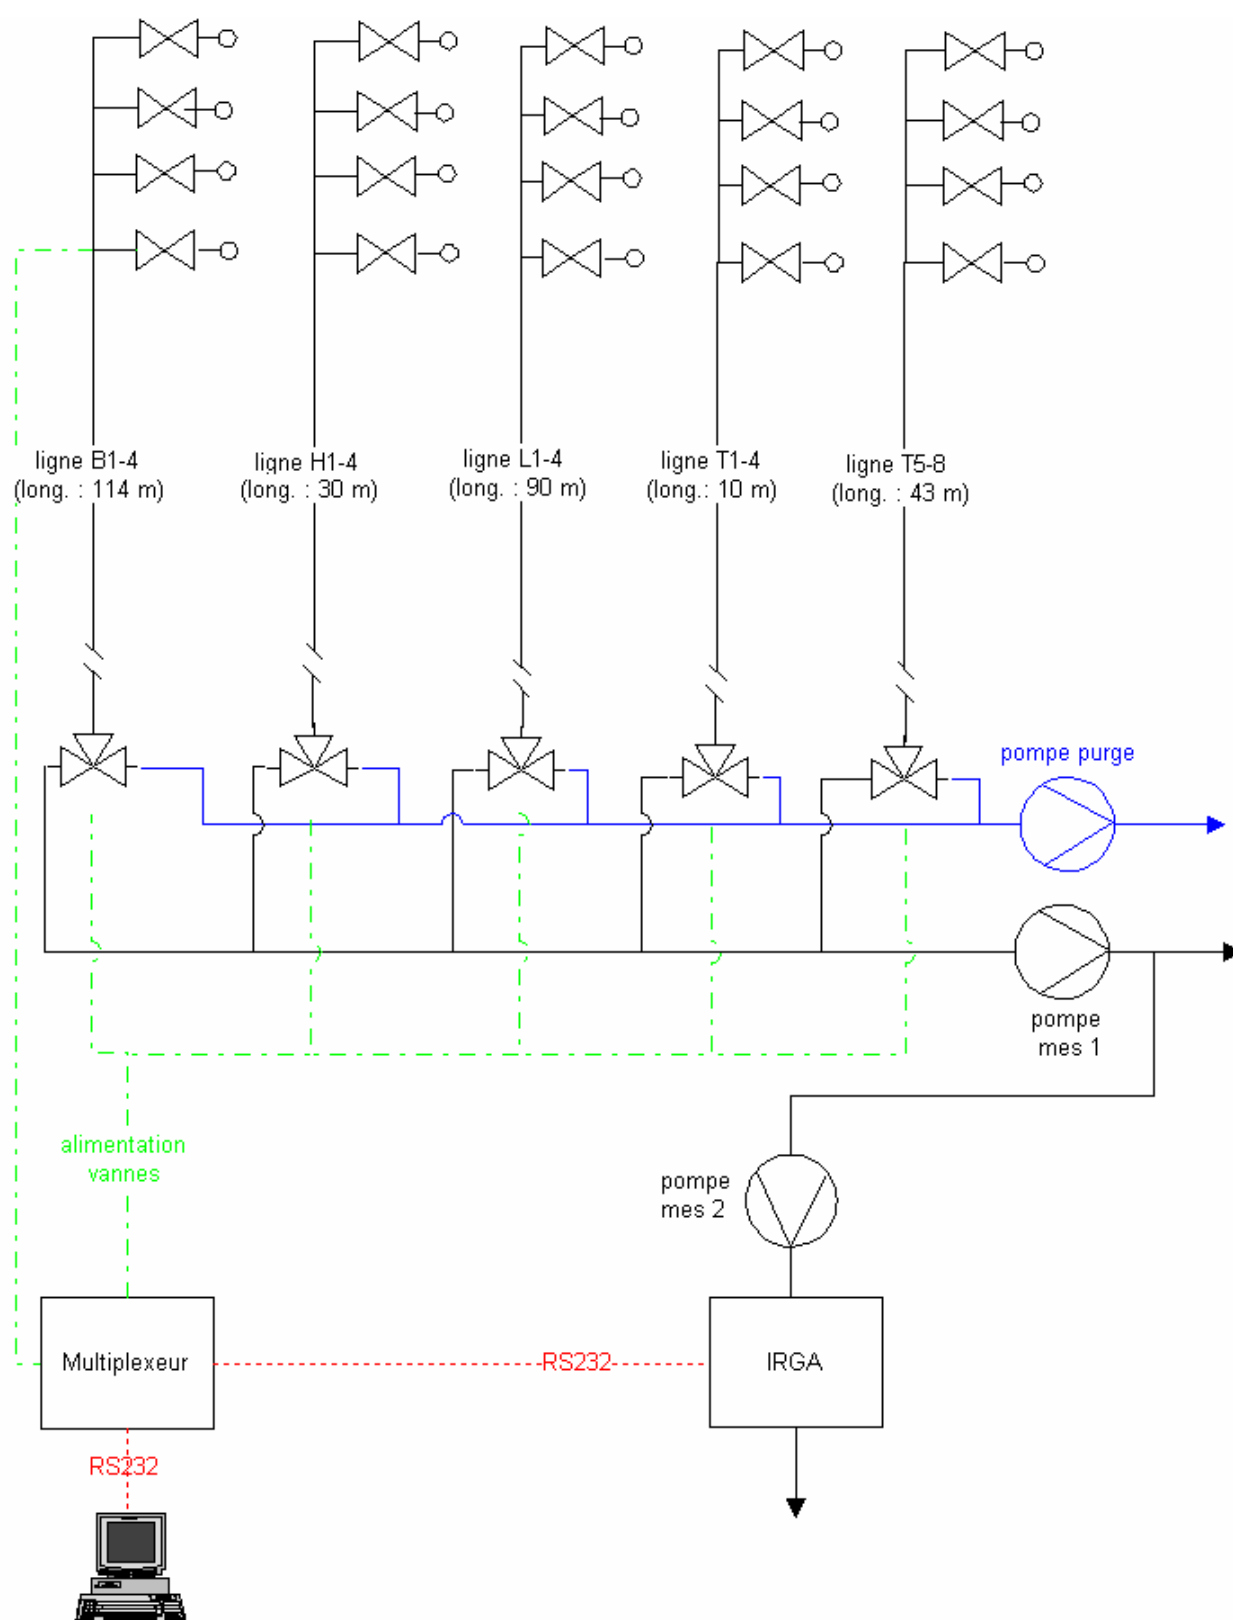 ligne B1-4
(long. : 114 m)
ligne H1-4
(long. : 30 m)
ligne L1-4
(long. : 90 m)
ligne T1-4
(long.: 10 m)
ligne T5-8
(long. : 43 m)
pompe purge
pompe
mes 1
alimentation
vannes
pompe
mes 2
Multiplexeur
RS232
IRGA
RS232